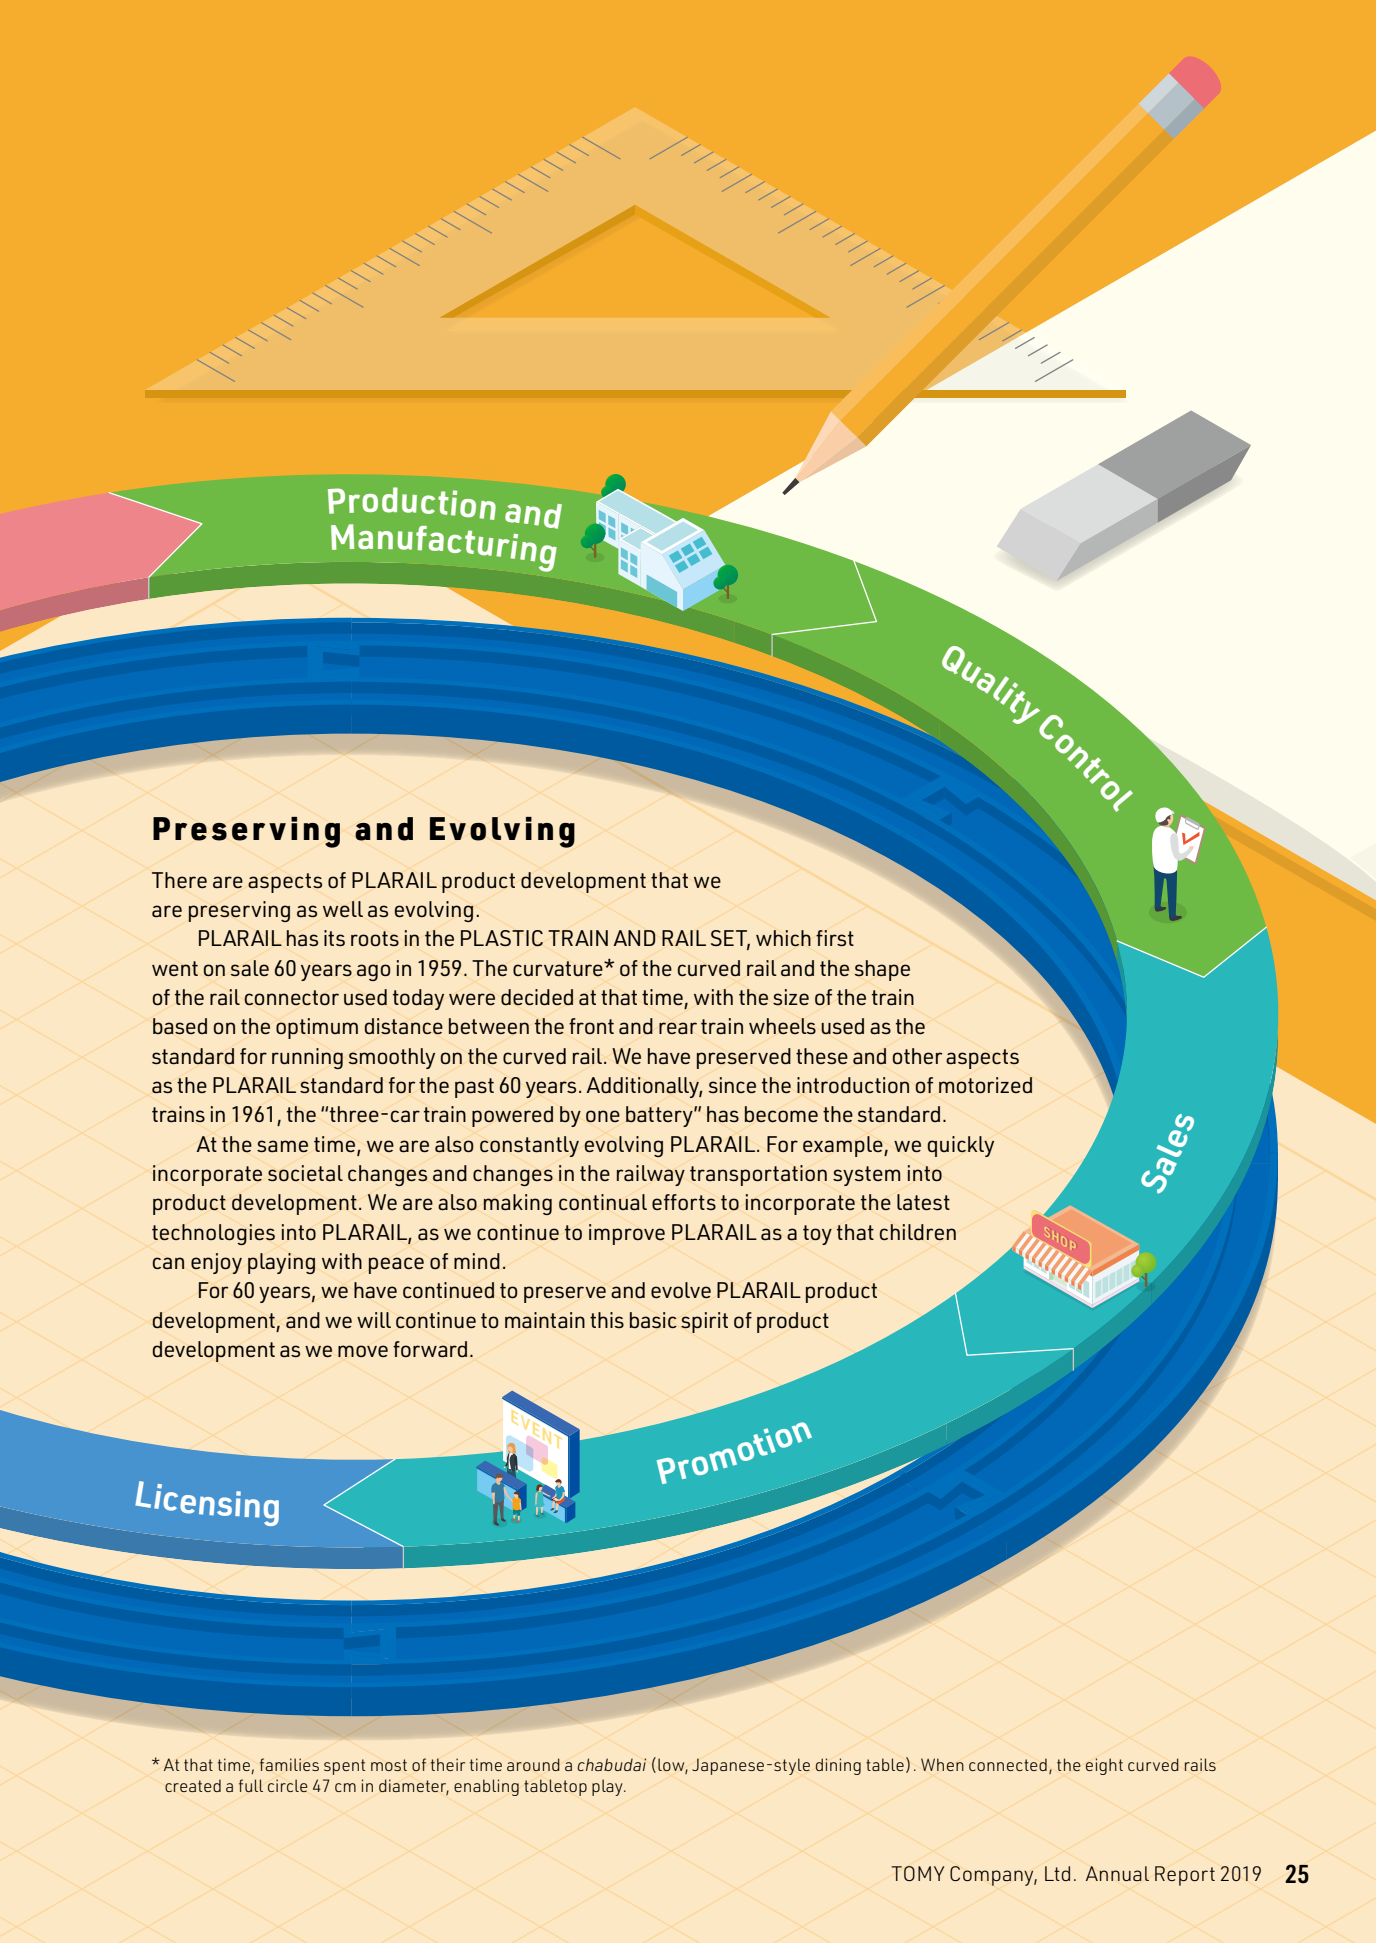 Production and
Manufacturing
Quality Control
Preserving and Evolving
There are aspects of PLARAIL product development that we
are preserving as well as evolving.
PLARAIL has its roots in the PLASTIC TRAIN AND RAIL SET, which first
went on sale 60 years ago in 1959. The curvature* of the curved rail and the shape
of the rail connector used today were decided at that time, with the size of the train
based on the optimum distance between the front and rear train wheels used as the
standard for running smoothly on the curved rail. We have preserved these and other aspects
as the PLARAIL standard for the past 60 years. Additionally, since the introduction of motorized
trains in 1961, the “three-car train powered by one battery” has become the standard.
At the same time, we are also constantly evolving PLARAIL. For example, we quickly
incorporate societal changes and changes in the railway transportation system into
product development. We are also making continual efforts to incorporate the latest
technologies into PLARAIL, as we continue to improve PLARAIL as a toy that children
can enjoy playing with peace of mind.
For 60 years, we have continued to preserve and evolve PLARAIL product
development, and we will continue to maintain this basic spirit of product
development as we move forward.
Sales
SHOP
EVENT
Promotion
Licensing
* At that time, families spent most of their time around a chabudai (low, Japanese-style dining table). When connected, the eight curved rails
created a full circle 47 cm in diameter, enabling tabletop play.
TOMY Company, Ltd. Annual Report 2019 25